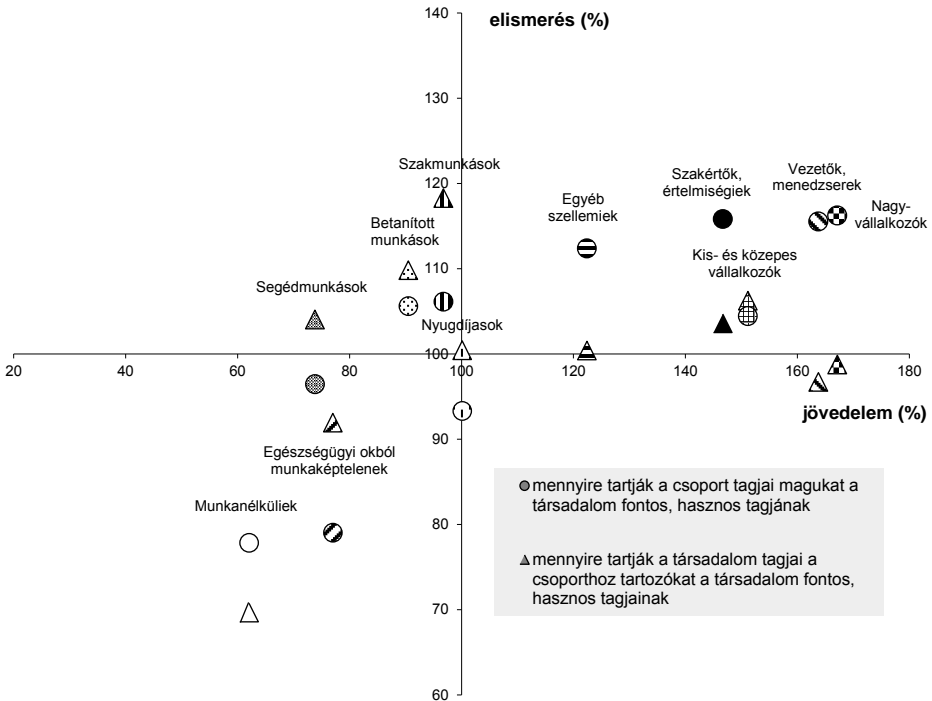 140
elismerés (%)
130
Szakmunkások
120
Betanított
munkások
Egyéb
szellemiek
Szakértők,
értelmiségiek
Vezetők,
menedzserek
Nagy-
vállalkozók
110
Kis- és közepes
vállalkozók
Segédmunkások
Nyugdíjasok
100
20
40
60
80
100
120
140
160
180
jövedelem (%)
90
Egészségügyi okból
munkaképtelenek
Munkanélküliek
80
70
60
mennyire tartják a csoport tagjai magukat a
társadalom fontos, hasznos tagjának
mennyire tartják a társadalom tagjai a
csoporthoz tartozókat a társadalom fontos,
hasznos tagjainak